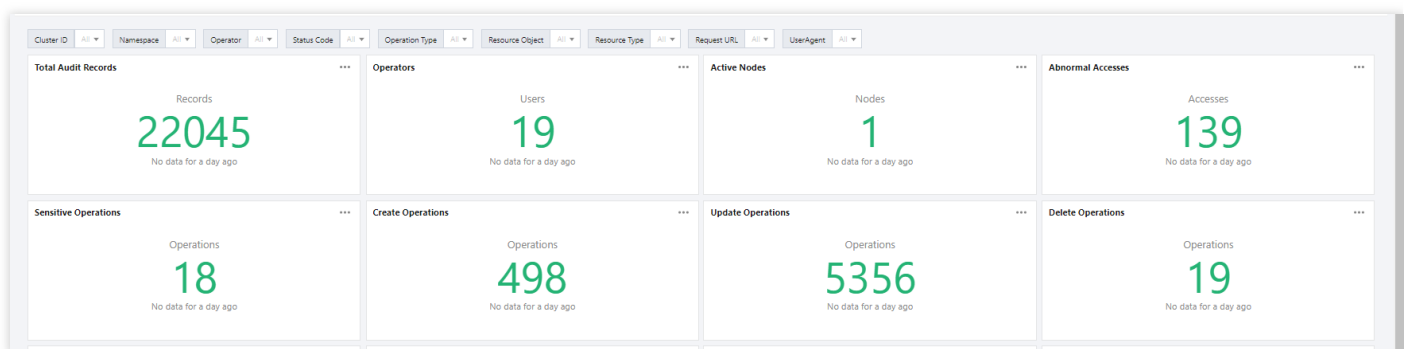 Cluster ID All Namespace All Operator All Status Code All Operation Type All Resource Object All Resource Type All Request URL All UserAgent All
Total Audit Records ••• Operators ••• Active Nodes ••• Abnormal Accesses •••
Records Users Nodes Accesses
22045 19 1 139
No data for a day ago No data for a day ago No data for a day ago No data for a day ago
Sensitive Operations ••• Create Operations ••• Update Operations ••• Delete Operations •••
Operations Operations Operations Operations
18 498 5356 19
No data for a day ago No data for a day ago No data for a day ago No data for a day ago